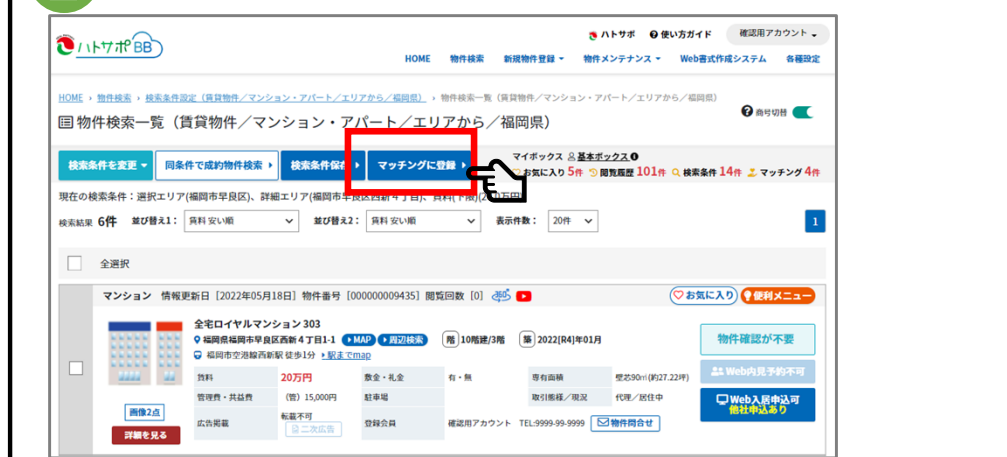 ハトサポBB
ハトサポ 使い方ガイド 確認用アカウント
HOME 物件検索 新規物件登録 物件メンテナンス Web書式作成システム 各種設定
HOME › 物件検索 › 検索条件設定（賃貸物件／マンション・アパート／エリアから／福岡県） › 物件検索一覧（賃貸物件／マンション・アパート／エリアから／福岡県）
物件検索一覧（賃貸物件／マンション・アパート／エリアから／福岡県）
商号切替
検索条件を変更 同条件で成約物件検索 検索条件保存 マッチングに登録
マイボックス 基本ボックス
お気に入り 5件 閲覧履歴 101件 検索条件 14件 マッチング 4件
現在の検索条件：選択エリア(福岡市早良区)、詳細エリア(福岡市早良区西新4丁目)、賃料(下限)
検索結果 6件 並び替え1： 賃料 安い順 並び替え2： 賃料 安い順 表示件数： 20件 1
全選択
マンション 情報更新日［2022年05月18日］物件番号［000000009435］閲覧回数［0］
お気に入り 便利メニュー
全宅ロイヤルマンション 303
福岡県福岡市早良区西新４丁目1-1 MAP 周辺検索 階 10階建/3階 築 2022[R4]年01月
福岡市空港線西新駅 徒歩1分 駅までmap
賃料 20万円 敷金・礼金 有・無 専有面積 壁芯90㎡(約27.22坪)
管理費・共益費 （管）15,000円 駐車場 取引態様／現況 代理／居住中
広告掲載 転載不可 二次広告 登録会員 確認用アカウント TEL:9999-99-9999 物件問合せ
画像2点
詳細を見る
物件確認が不要
Web内見予約不可
Web入居申込可
他社申込あり